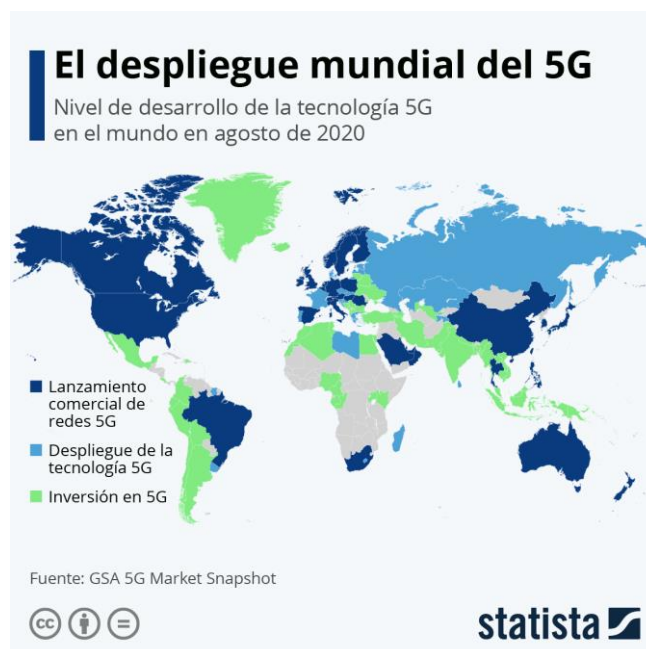 El despliegue mundial del 5G
Nivel de desarrollo de la tecnología 5G
en el mundo en agosto de 2020
Lanzamiento
comercial de
redes 5G
Despliegue de la
tecnología 5G
Inversión en 5G
Fuente: GSA 5G Market Snapshot
cc
statista